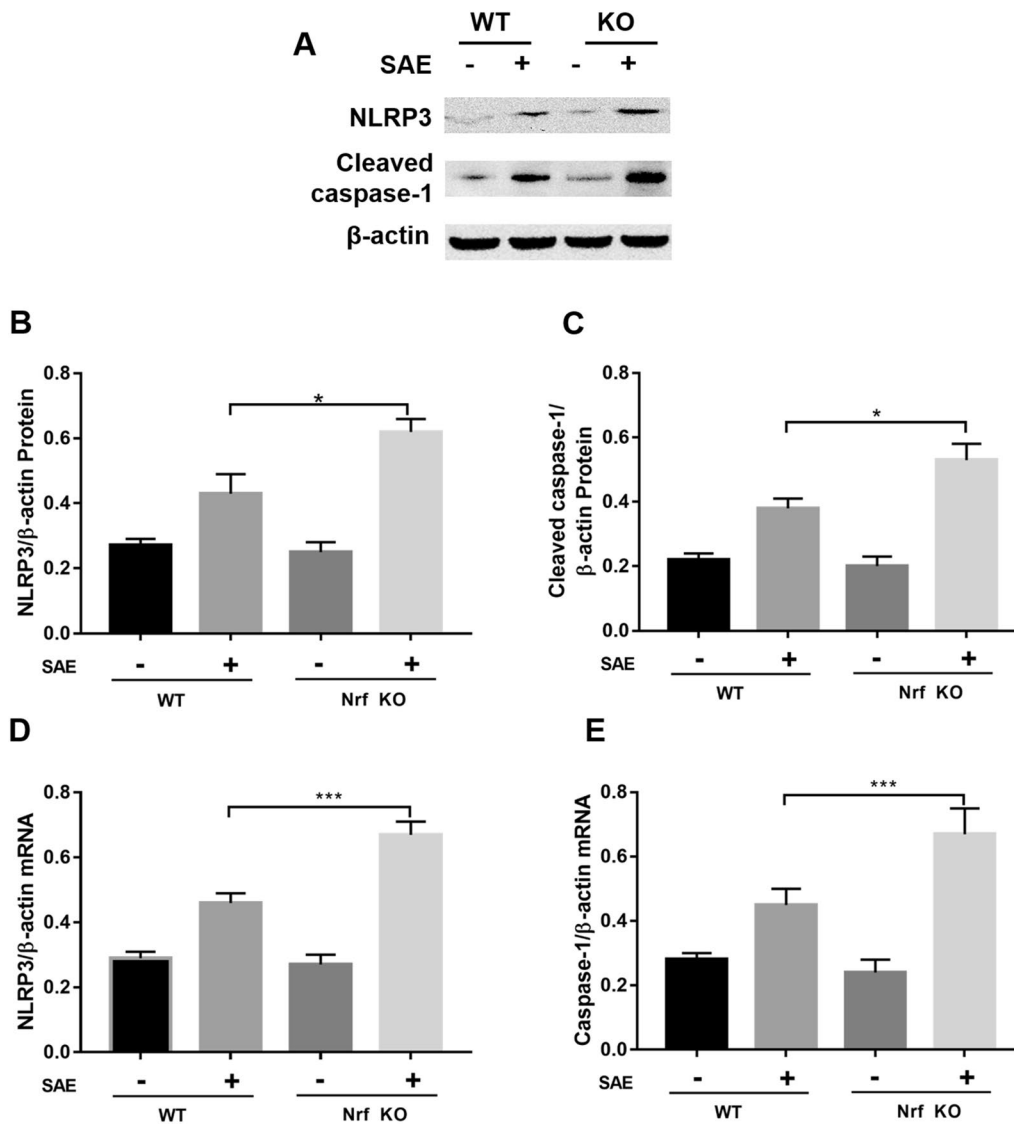 A
WT KO
SAE - + - +
NLRP3
Cleaved
caspase-1
β-actin
B
NLRP3/β-actin Protein
0.8
0.6
0.4
0.2
0.0
*
SAE - + - +
WT Nrf KO
C
Cleaved caspase-1/
β-actin Protein
0.8
0.6
0.4
0.2
0.0
*
SAE - + - +
WT Nrf KO
D
NLRP3/β-actin mRNA
0.8
0.6
0.4
0.2
0.0
***
SAE - + - +
WT Nrf KO
E
Caspase-1/β-actin mRNA
0.8
0.6
0.4
0.2
0.0
***
SAE - + - +
WT Nrf KO